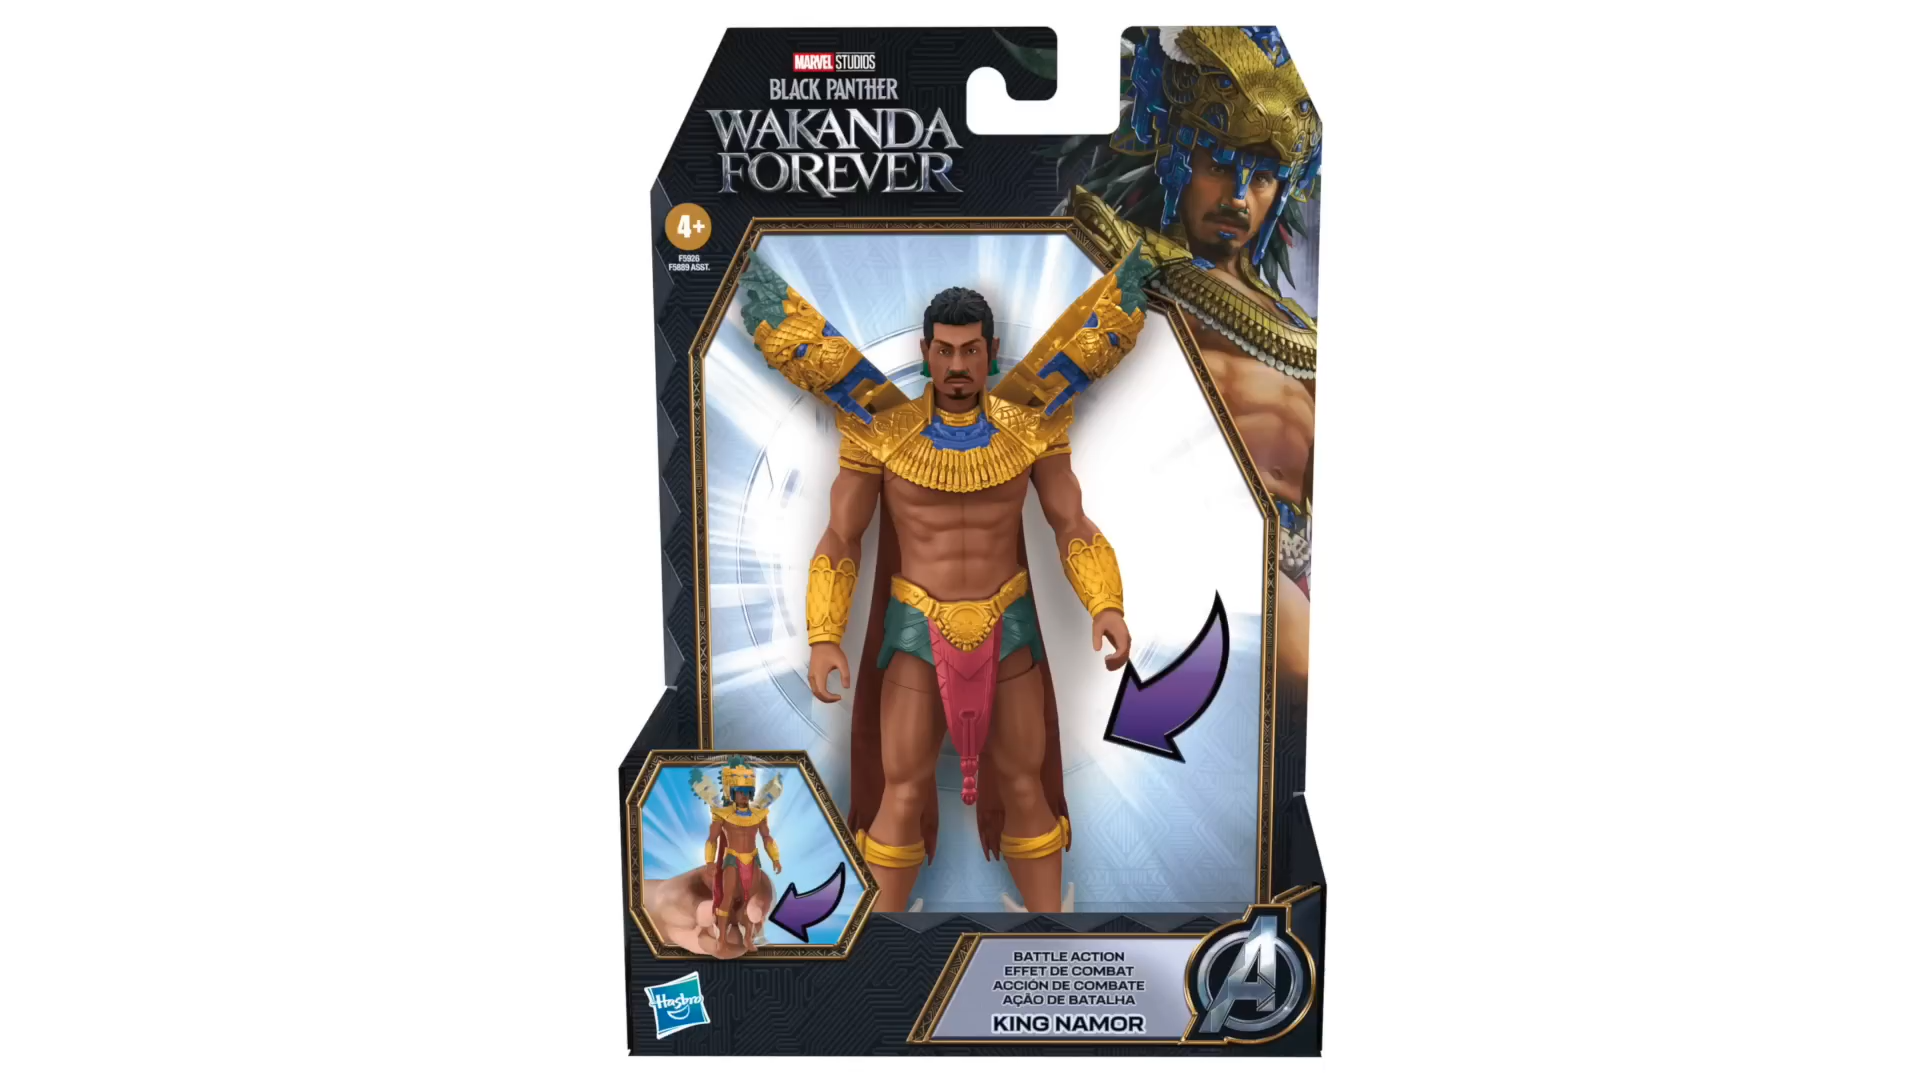 MARVEL STUDIOS
BLACK PANTHER
WAKANDA
FOREVER
4+
F5926
F5889 ASST.
BATTLE ACTION
EFFET DE COMBAT
ACCIÓN DE COMBATE
AÇÃO DE BATALHA
KING NAMOR
Hasbro